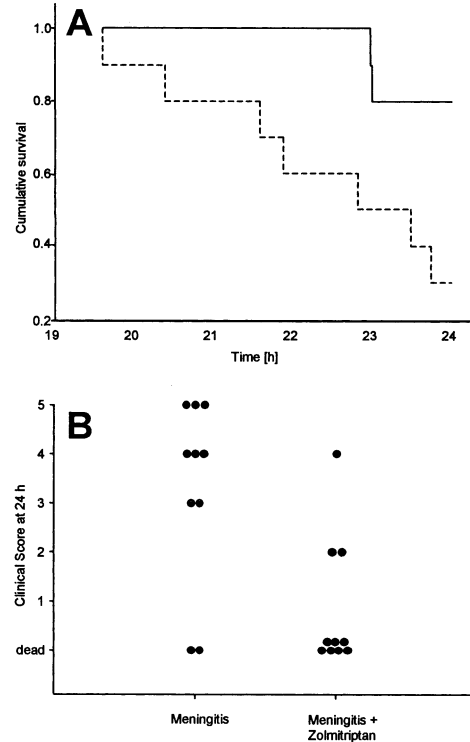 A
1.0
0.8
0.6
0.4
0.2
Cumulative survival
19 20 21 22 23 24
Time [h]
B
5
4
3
2
1
dead
Clinical Score at 24 h
Meningitis
Meningitis +
Zolmitriptan